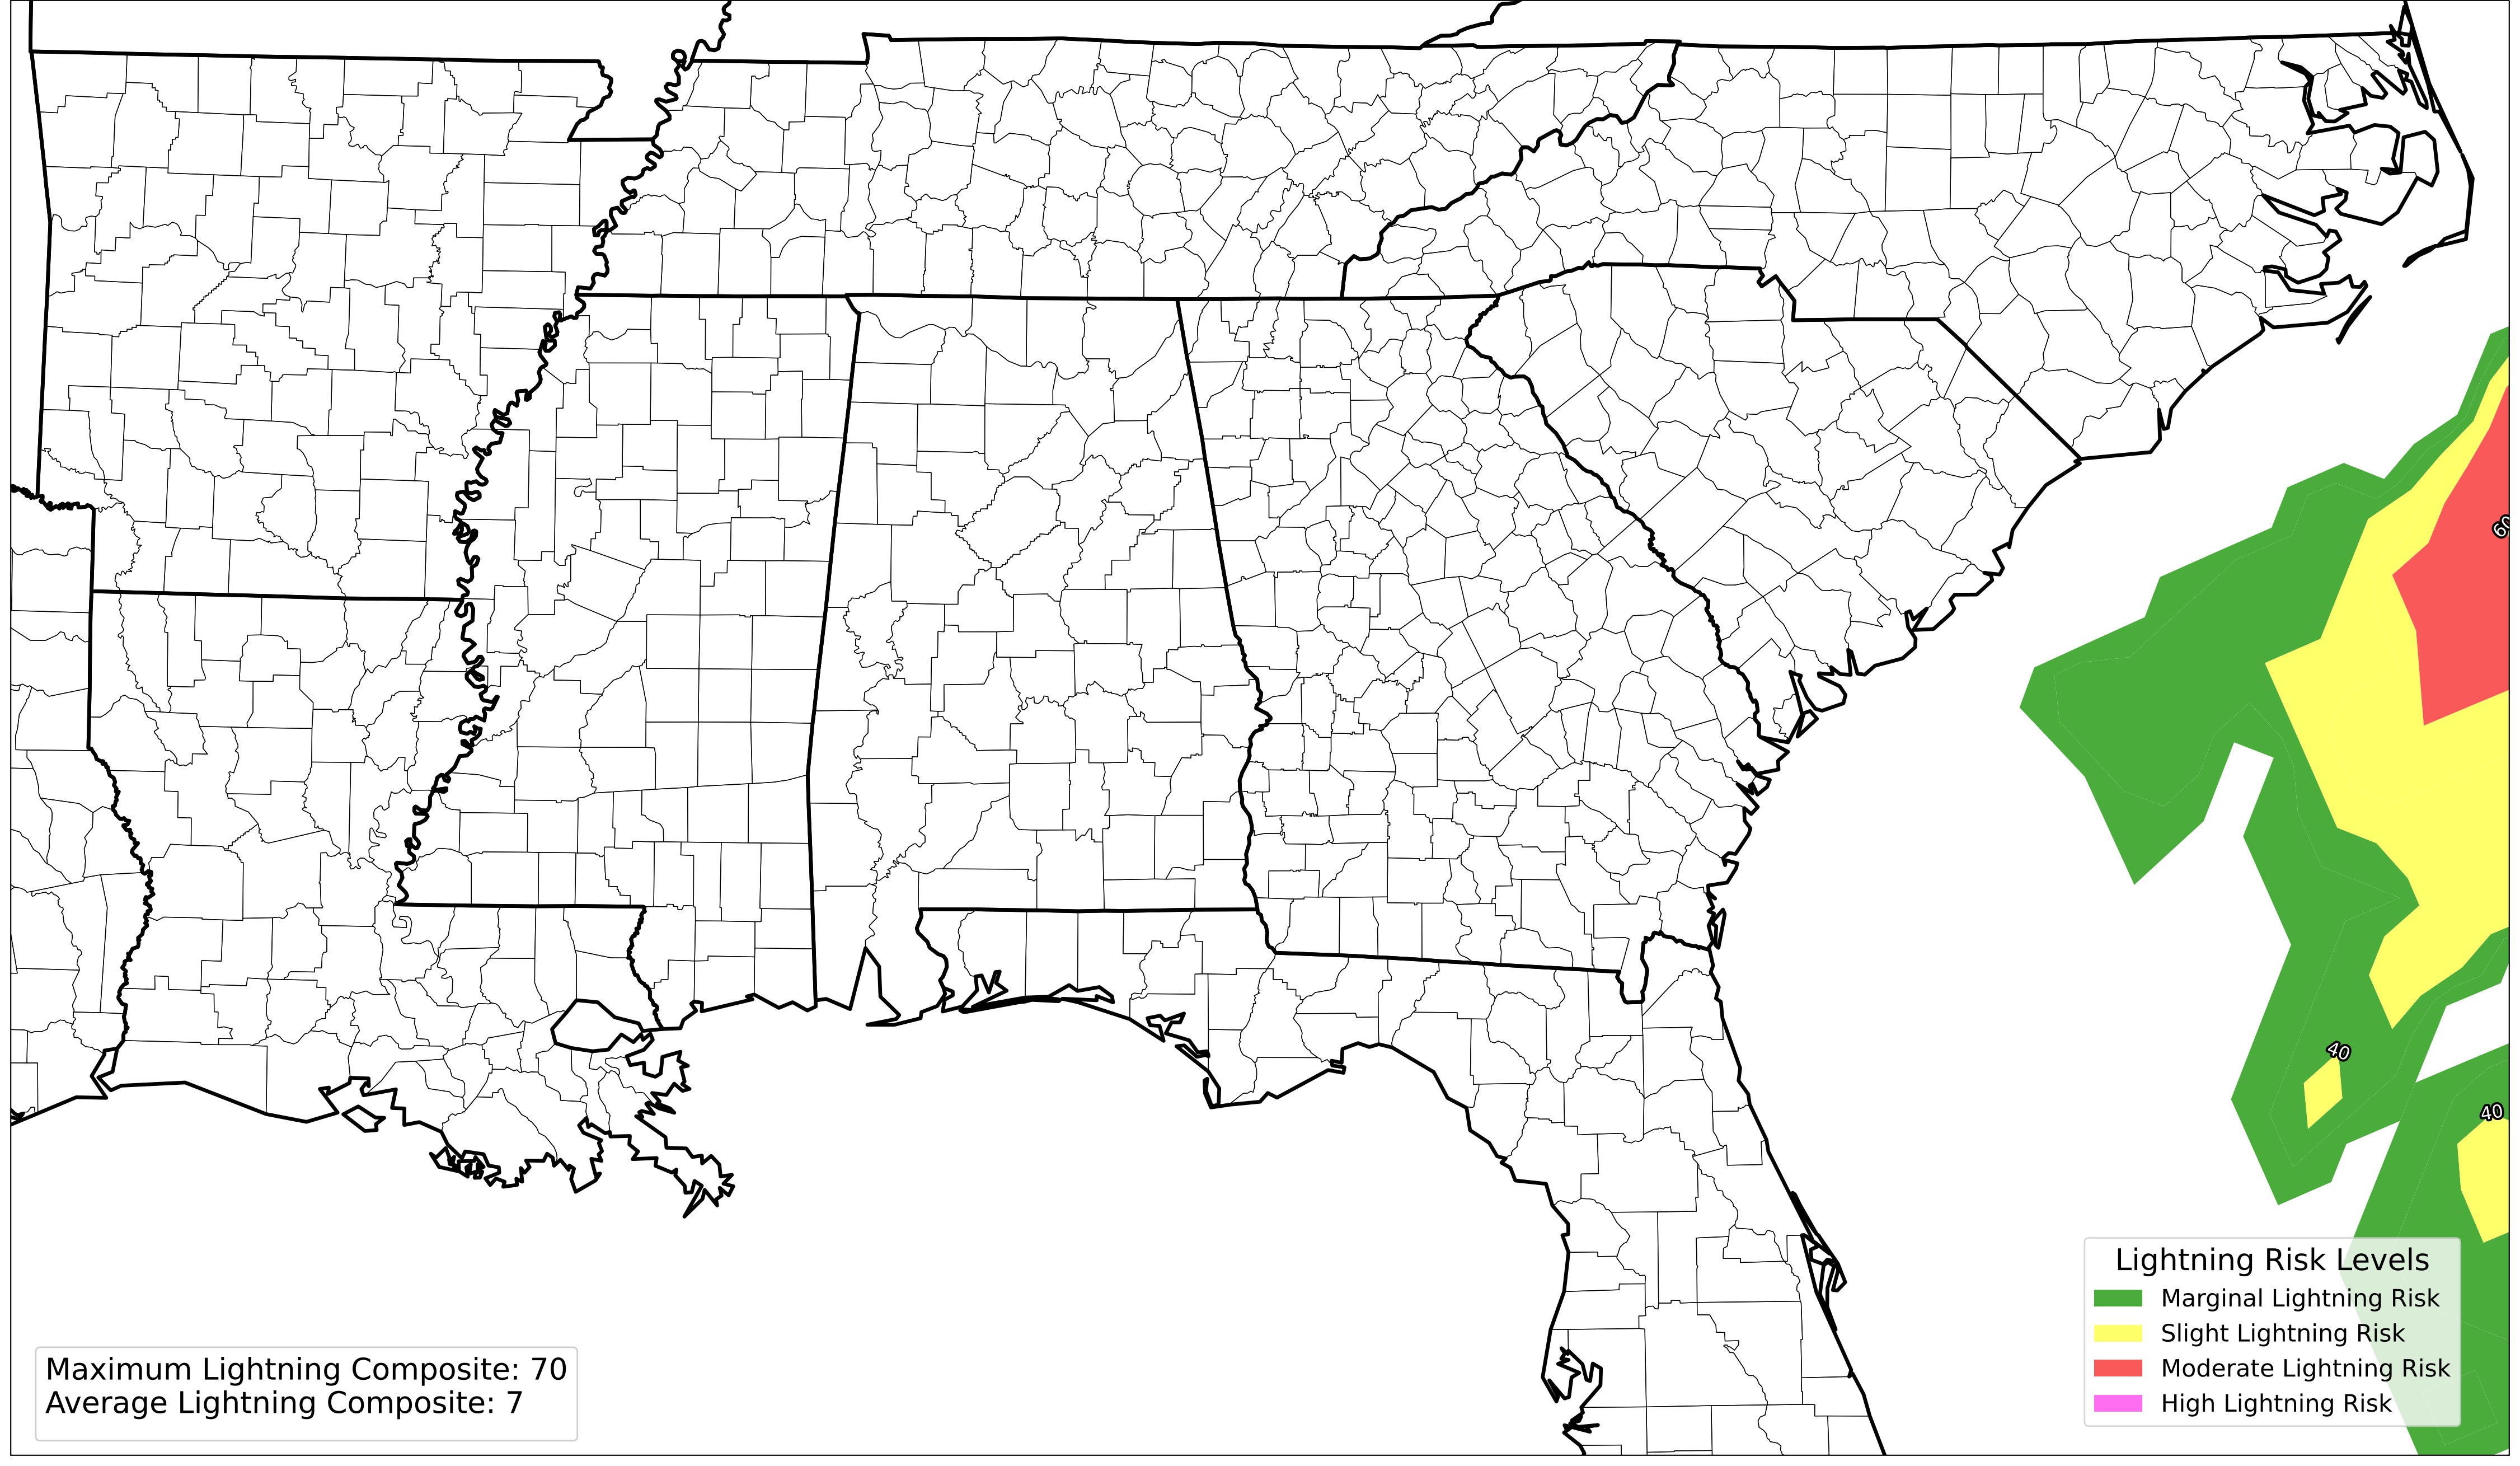 60
40
40
Lightning Risk Levels
Marginal Lightning Risk
Slight Lightning Risk
Moderate Lightning Risk
High Lightning Risk
Maximum Lightning Composite: 70
Average Lightning Composite: 7